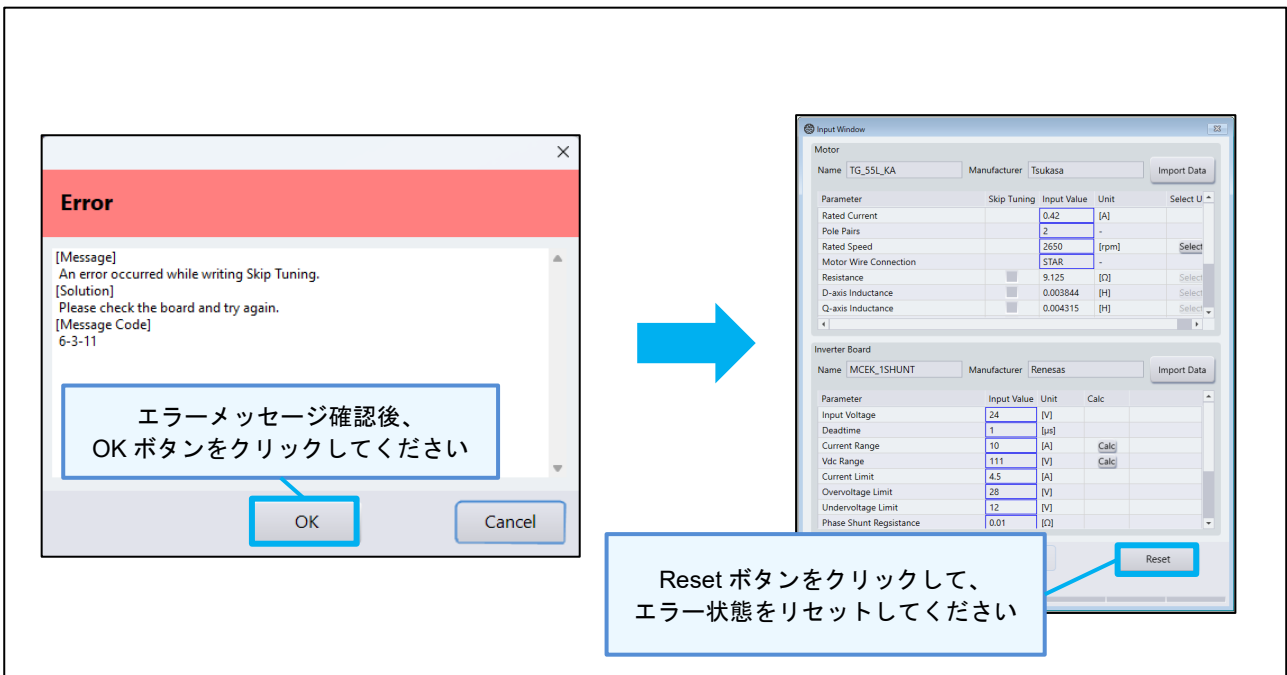 Error
[Message]
An error occurred while writing Skip Tuning.
[Solution]
Please check the board and try again.
[Message Code]
6-3-11
エラーメッセージ確認後、
OK ボタンをクリックしてください
OK Cancel
Input Window
Motor
Name TG_55L_KA Manufacturer Tsukasa Import Data
Parameter Skip Tuning Input Value Unit Select U
Rated Current 0.42 [A]
Pole Pairs 2 -
Rated Speed 2650 [rpm] Select
Motor Wire Connection STAR -
Resistance 9.125 [Ω] Select
D-axis Inductance 0.003844 [H] Select
Q-axis Inductance 0.004315 [H] Select
Inverter Board
Name MCEK_1SHUNT Manufacturer Renesas Import Data
Parameter Input Value Unit Calc
Input Voltage 24 [V]
Deadtime 1 [μs]
Current Range 10 [A] Calc
Vdc Range 111 [V] Calc
Current Limit 4.5 [A]
Overvoltage Limit 28 [V]
Undervoltage Limit 12 [V]
Phase Shunt Regsistance 0.01 [Ω]
Reset
Reset ボタンをクリックして、
エラー状態をリセットしてください